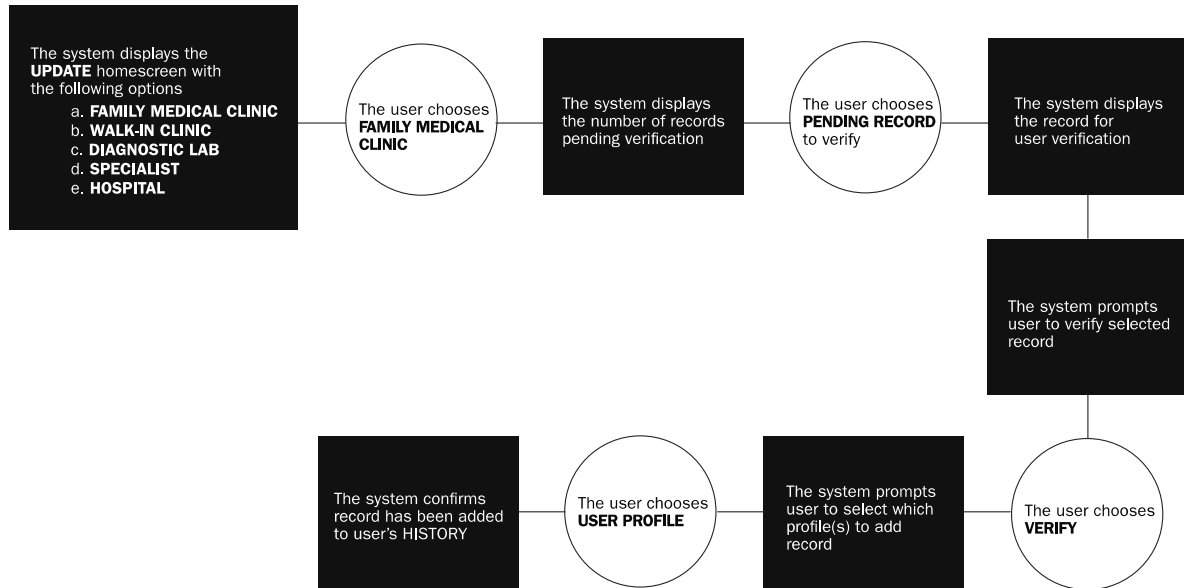 The system displays the
UPDATE homescreen with
the following options
a. FAMILY MEDICAL CLINIC
b. WALK-IN CLINIC
c. DIAGNOSTIC LAB
d. SPECIALIST
e. HOSPITAL
The user chooses
FAMILY MEDICAL
CLINIC
The system displays
the number of records
pending verification
The user chooses
PENDING RECORD
to verify
The system displays
the record for
user verification
The system prompts
user to verify selected
record
The user chooses
VERIFY
The system prompts
user to select which
profile(s) to add
record
The user chooses
USER PROFILE
The system confirms
record has been added
to user's HISTORY